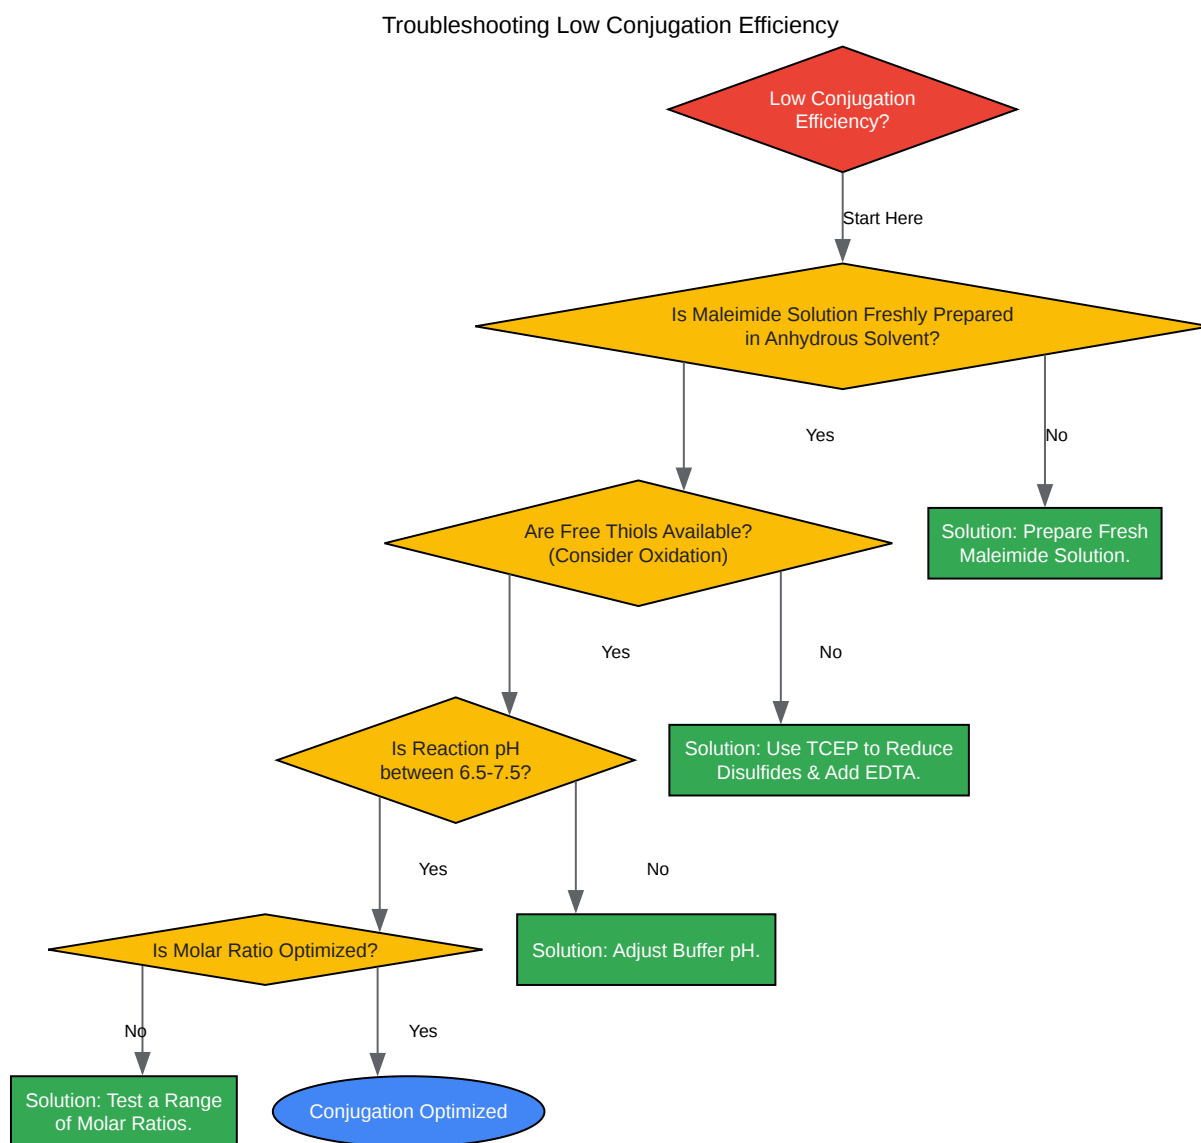 Troubleshooting Low Conjugation Efficiency
Low Conjugation
Efficiency?
Start Here
Is Maleimide Solution Freshly Prepared
in Anhydrous Solvent?
Yes
No
Are Free Thiols Available?
(Consider Oxidation)
Solution: Prepare Fresh
Maleimide Solution.
Yes
No
Is Reaction pH
between 6.5-7.5?
Solution: Use TCEP to Reduce
Disulfides & Add EDTA.
Yes
No
Is Molar Ratio Optimized?
Solution: Adjust Buffer pH.
No
Yes
Solution: Test a Range
of Molar Ratios.
Conjugation Optimized